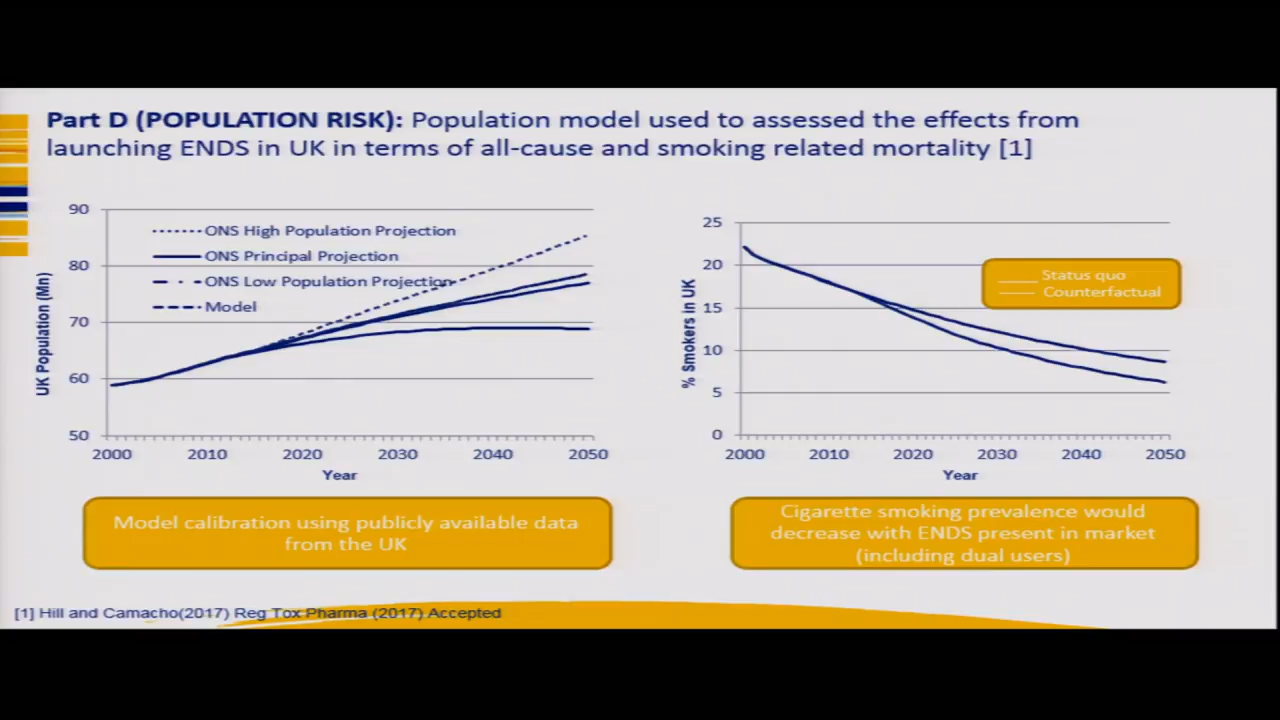 Part D (POPULATION RISK): Population model used to assessed the effects from
launching ENDS in UK in terms of all-cause and smoking related mortality [1]
90
80
70
60
50
UK Population (Mn)
ONS High Population Projection
ONS Principal Projection
ONS Low Population Projection
Model
2000 2010 2020 2030 2040 2050
Year
25
20
15
10
5
0
% Smokers in UK
Status quo
Counterfactual
2000 2010 2020 2030 2040 2050
Year
Model calibration using publicly available data
from the UK
Cigarette smoking prevalence would
decrease with ENDS present in market
(including dual users)
[1] Hill and Camacho(2017) Reg Tox Pharma (2017) Accepted